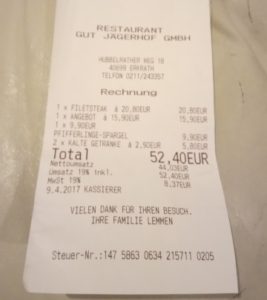 RESTAURANT
GUT JÄGERHOF GMBH
HUBBELRATHER WEG 18
40699 ERKRATH
TELFON 0211/243357
Rechnung
1 x FILETSTEAK à 20,80EUR 20,80EUR
1 x ANGEBOT à 15,90EUR 15,90EUR
1 x 9,90EUR
PFIFFERLINGE-SPARGEL 9,90EUR
2 x KALTE GETRÄNKE à 2,90EUR 5,80EUR
Total 52,40EUR
Nettoumsatz 44,03EUR
Umsatz 19% inkl. 52,40EUR
MwSt 19% 8,37EUR
9.4.2017 KASSIERER
VIELEN DANK FÜR IHREN BESUCH.
IHRE FAMILIE LEMMEN
Steuer-Nr.:147 5863 0634 215711 0205